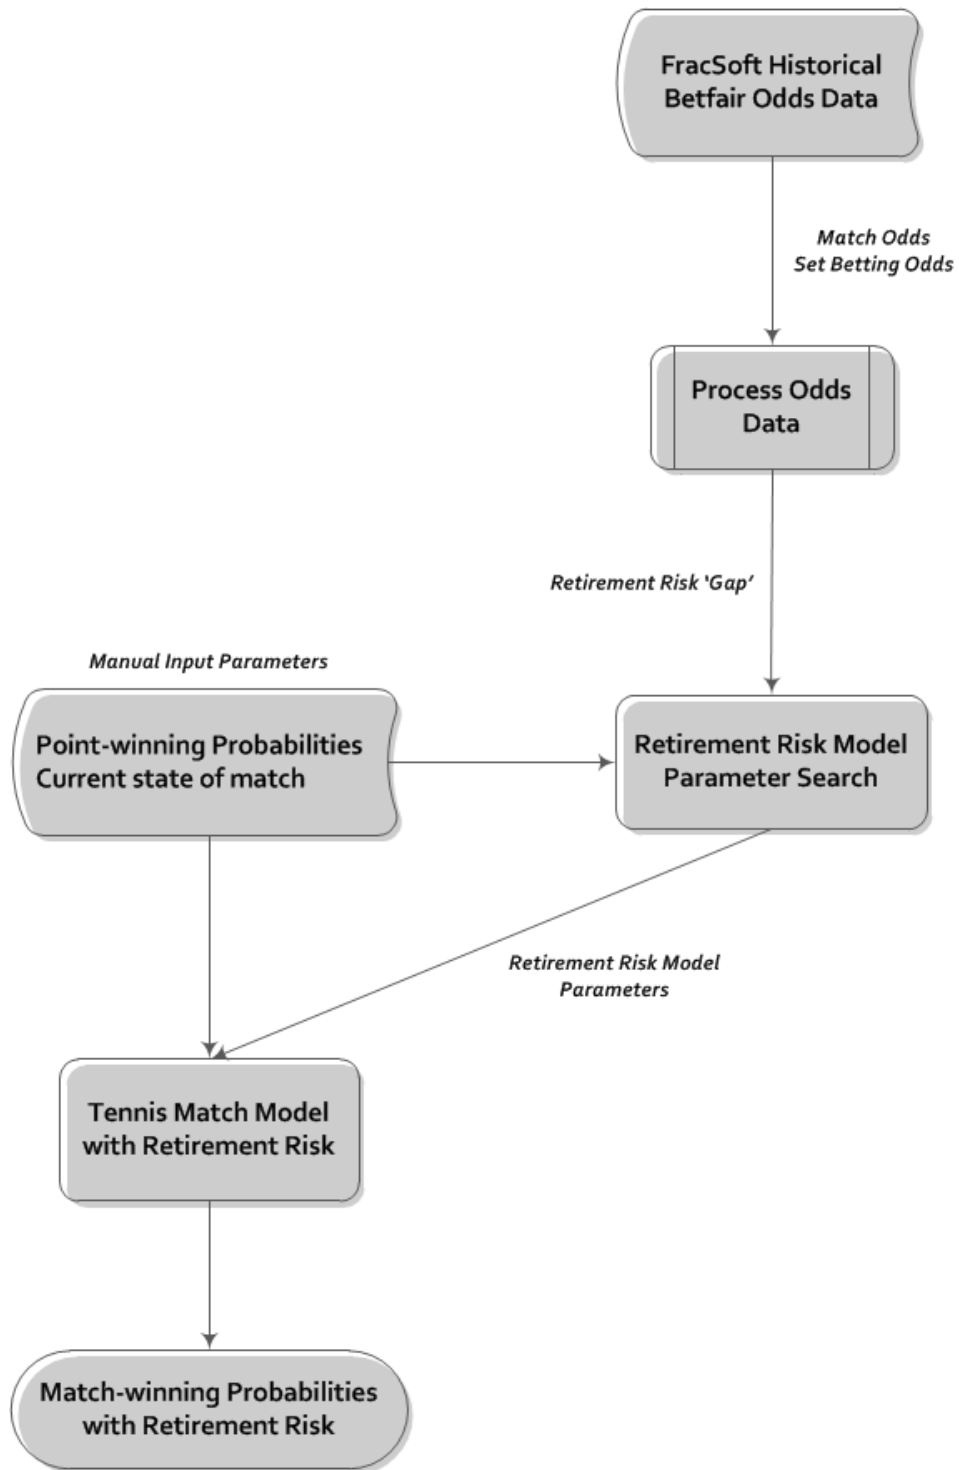 FracSoft Historical
Betfair Odds Data
Match Odds
Set Betting Odds
Process Odds
Data
Retirement Risk 'Gap'
Manual Input Parameters
Point-winning Probabilities
Current state of match
Retirement Risk Model
Parameter Search
Retirement Risk Model
Parameters
Tennis Match Model
with Retirement Risk
Match-winning Probabilities
with Retirement Risk